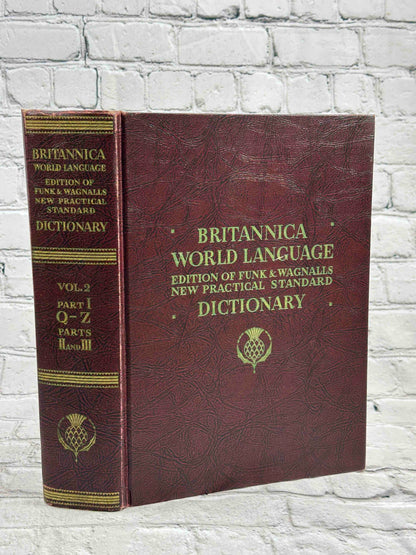 BRITANNICA
WORLD LANGUAGE
EDITION OF
FUNK & WAGNALLS
NEW PRACTICAL
STANDARD
DICTIONARY
VOL. 2
PART I
Q-Z
PARTS
II AND III
BRITANNICA
WORLD LANGUAGE
EDITION OF FUNK & WAGNALLS
NEW PRACTICAL STANDARD
DICTIONARY